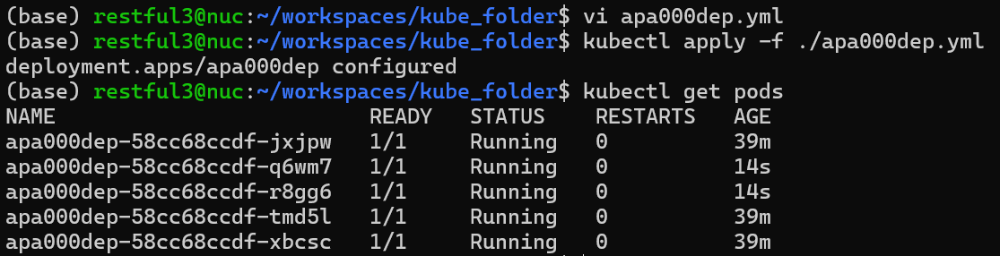 (base) restful3@nuc:~/workspaces/kube_folder$ vi apa000dep.yml
(base) restful3@nuc:~/workspaces/kube_folder$ kubectl apply -f ./apa000dep.yml
deployment.apps/apa000dep configured
(base) restful3@nuc:~/workspaces/kube_folder$ kubectl get pods
NAME READY STATUS RESTARTS AGE
apa000dep-58cc68ccdf-jxjpw 1/1 Running 0 39m
apa000dep-58cc68ccdf-q6wm7 1/1 Running 0 14s
apa000dep-58cc68ccdf-r8gg6 1/1 Running 0 14s
apa000dep-58cc68ccdf-tmd5l 1/1 Running 0 39m
apa000dep-58cc68ccdf-xbcsc 1/1 Running 0 39m